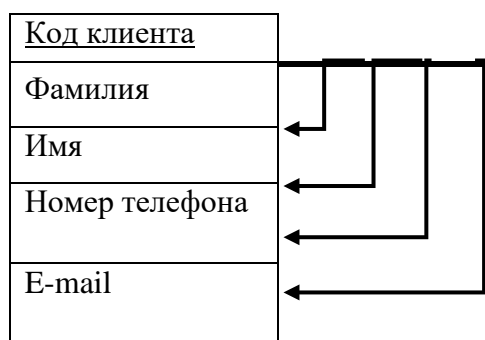 Код клиента
Фамилия
Имя
Номер телефона
E-mail